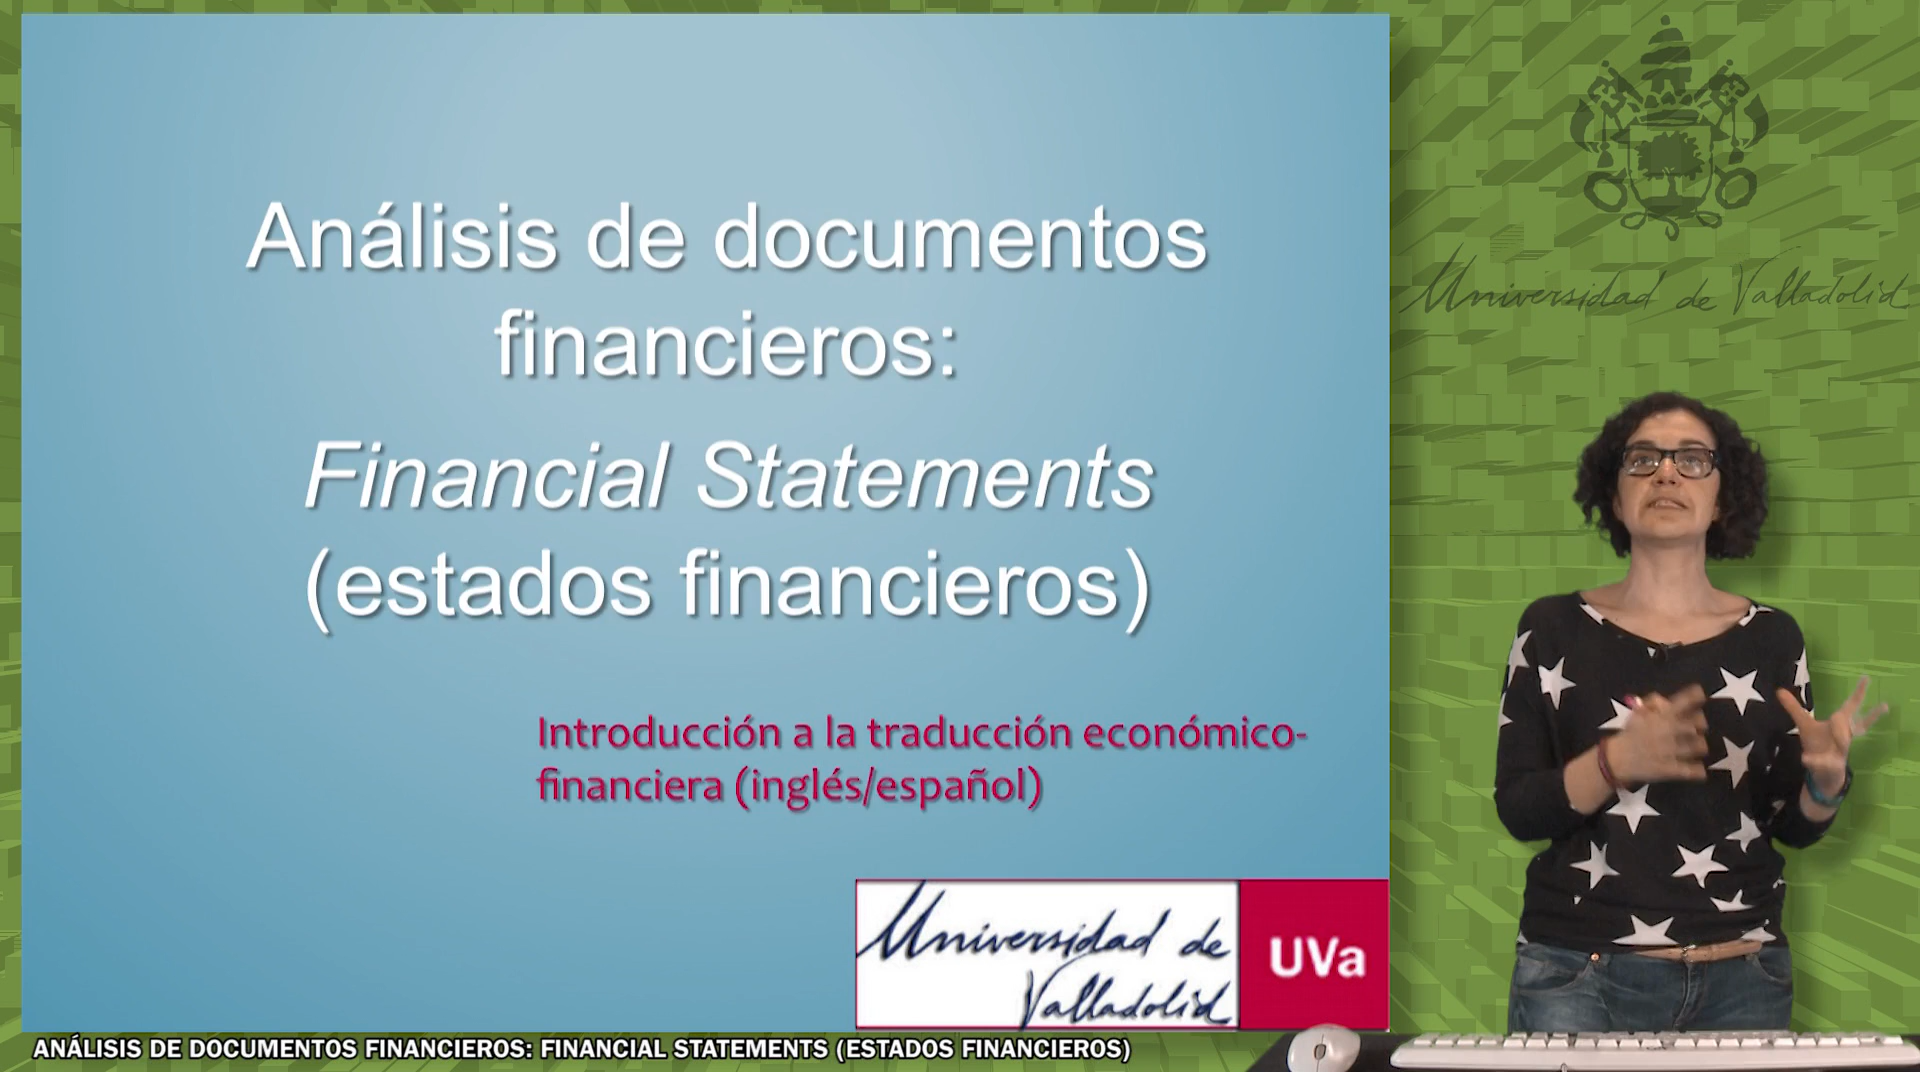 Análisis de documentos
financieros:
Financial Statements
(estados financieros)
Introducción a la traducción económico-
financiera (inglés/español)
Universidad de
Valladolid
UVa
Universidad de Valladolid
ANÁLISIS DE DOCUMENTOS FINANCIEROS: FINANCIAL STATEMENTS (ESTADOS FINANCIEROS)